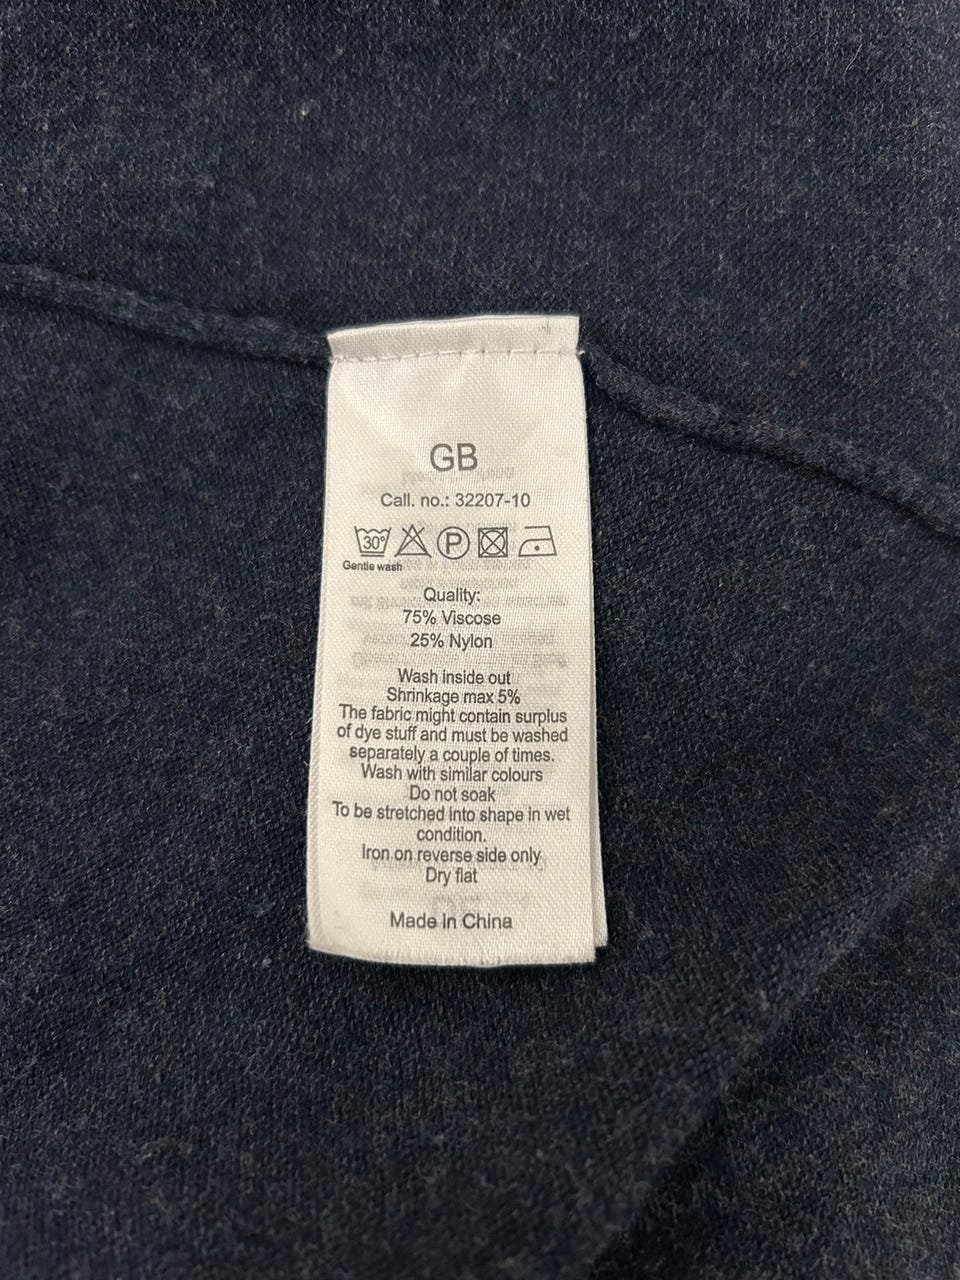 GB
Call. no.: 32207-10
30° P
Gentle wash
Quality:
75% Viscose
25% Nylon
Wash inside out
Shrinkage max 5%
The fabric might contain surplus
of dye stuff and must be washed
separately a couple of times.
Wash with similar colours
Do not soak
To be stretched into shape in wet
condition.
Iron on reverse side only
Dry flat
Made In China